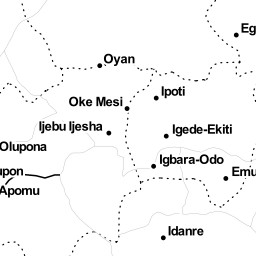 Eg
Oyan
Ipoti
Oke Mesi
Ijebu Ijesha
Igede-Ekiti
Olupona
Igbara-Odo
upon
Emu
Apomu
Idanre